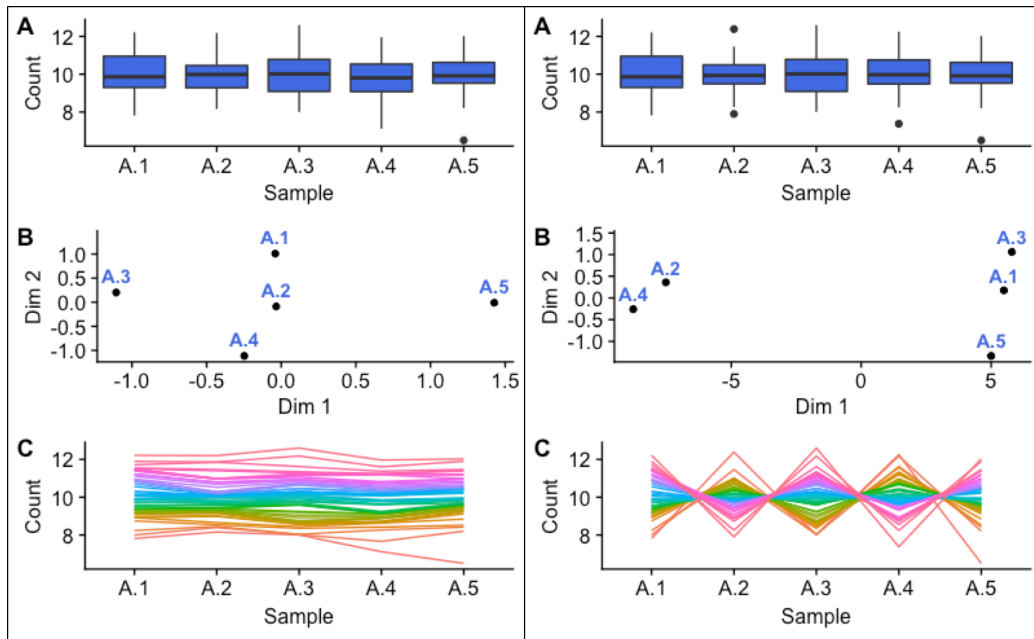 A
12
10
8
Count
A.1 A.2 A.3 A.4 A.5
Sample
B
1.0
0.5
0.0
-0.5
-1.0
Dim 2
A.1
A.3
A.2
A.5
A.4
-1.0 -0.5 0.0 0.5 1.0 1.5
Dim 1
C
12
10
8
Count
A.1 A.2 A.3 A.4 A.5
Sample
A
12
10
8
Count
A.1 A.2 A.3 A.4 A.5
Sample
B
1.5
1.0
0.5
0.0
-0.5
-1.0
Dim 2
A.3
A.2
A.1
A.4
A.5
-5 0 5
Dim 1
C
12
10
8
Count
A.1 A.2 A.3 A.4 A.5
Sample